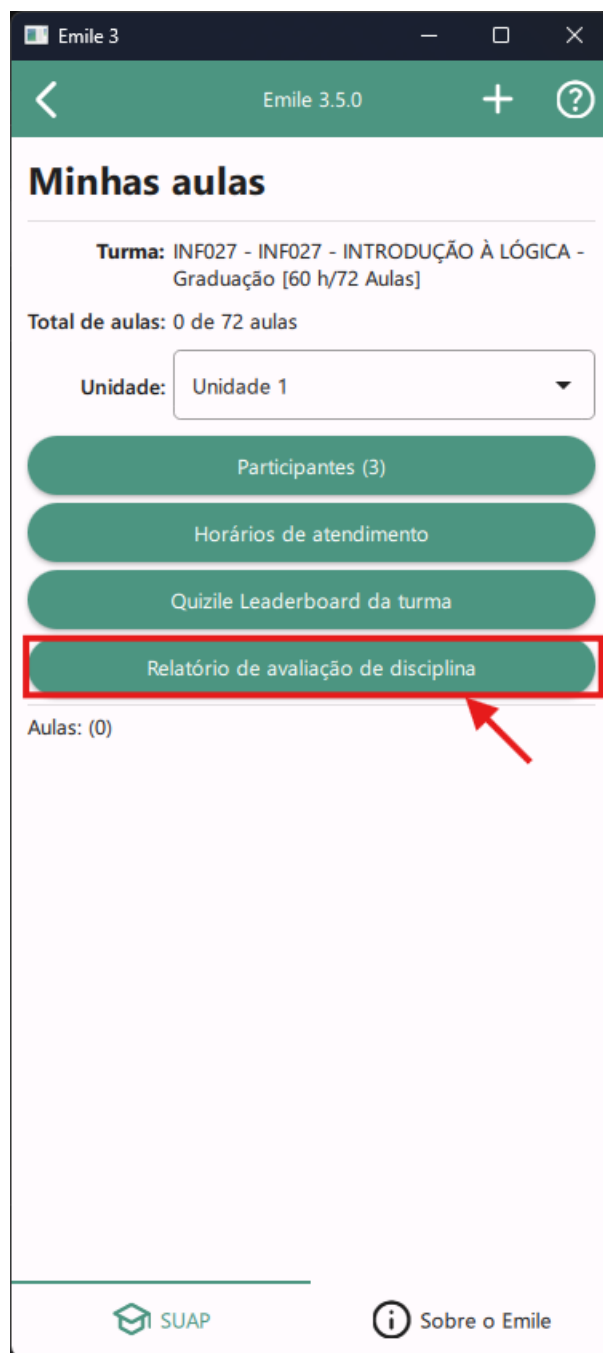 Emile 3
Emile 3.5.0
Minhas aulas
Turma: INF027 - INF027 - INTRODUÇÃO À LÓGICA -
Graduação [60 h/72 Aulas]
Total de aulas: 0 de 72 aulas
Unidade: Unidade 1
Participantes (3)
Horários de atendimento
Quizile Leaderboard da turma
Relatório de avaliação de disciplina
Aulas: (0)
SUAP
Sobre o Emile